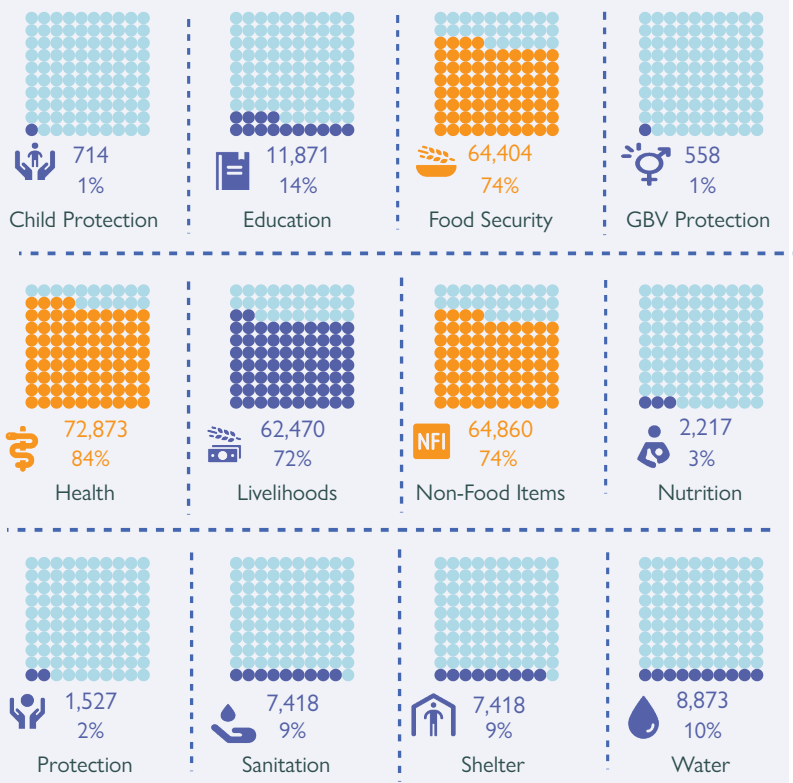 714
1%
Child Protection
11,871
14%
Education
64,404
74%
Food Security
558
1%
GBV Protection
72,873
84%
Health
62,470
72%
Livelihoods
NFI
64,860
74%
Non-Food Items
2,217
3%
Nutrition
1,527
2%
Protection
7,418
9%
Sanitation
7,418
9%
Shelter
8,873
10%
Water